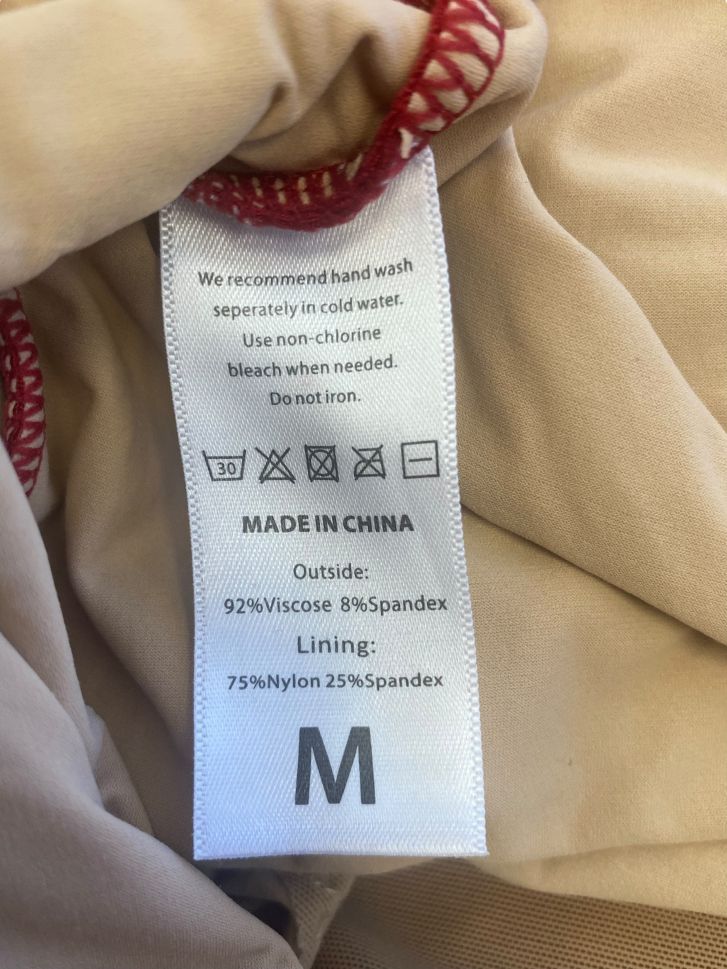 We recommend hand wash
seperately in cold water.
Use non-chlorine
bleach when needed.
Do not iron.
30
MADE IN CHINA
Outside:
92%Viscose 8%Spandex
Lining:
75%Nylon 25%Spandex
M